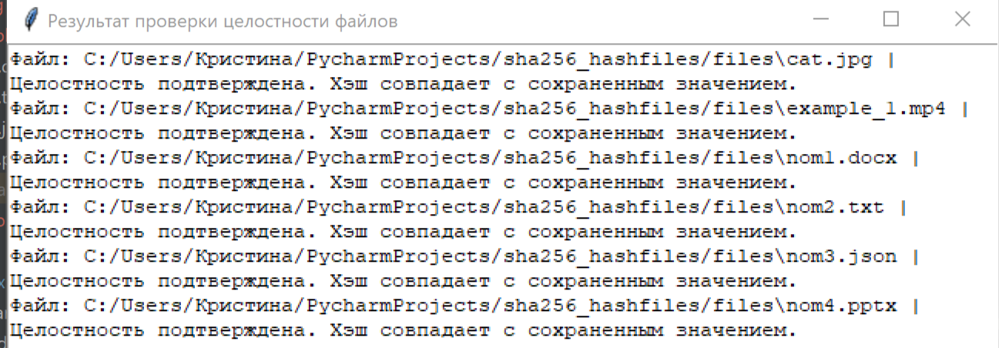 Результат проверки целостности файлов
Файл: C:/Users/Кристина/PycharmProjects/sha256_hashfiles/files\cat.jpg |
Целостность подтверждена. Хэш совпадает с сохраненным значением.
Файл: C:/Users/Кристина/PycharmProjects/sha256_hashfiles/files\example_1.mp4 |
Целостность подтверждена. Хэш совпадает с сохраненным значением.
Файл: C:/Users/Кристина/PycharmProjects/sha256_hashfiles/files\nom1.docx |
Целостность подтверждена. Хэш совпадает с сохраненным значением.
Файл: C:/Users/Кристина/PycharmProjects/sha256_hashfiles/files\nom2.txt |
Целостность подтверждена. Хэш совпадает с сохраненным значением.
Файл: C:/Users/Кристина/PycharmProjects/sha256_hashfiles/files\nom3.json |
Целостность подтверждена. Хэш совпадает с сохраненным значением.
Файл: C:/Users/Кристина/PycharmProjects/sha256_hashfiles/files\nom4.pptx |
Целостность подтверждена. Хэш совпадает с сохраненным значением.